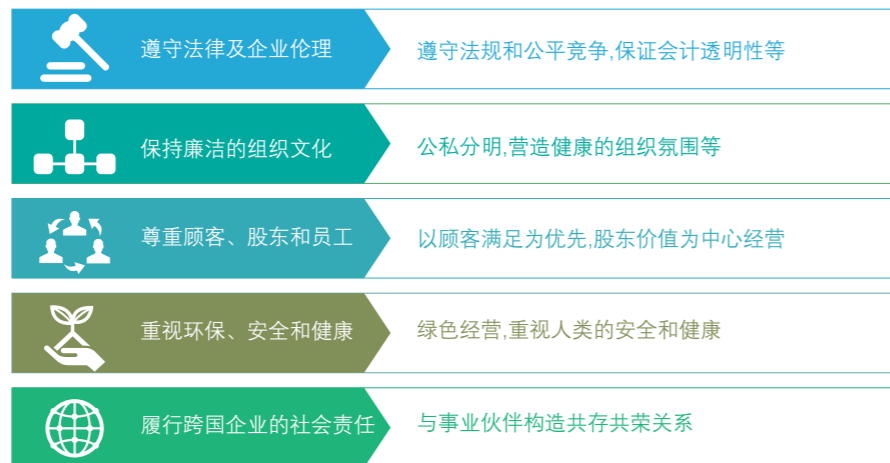 遵守法律及企业伦理
遵守法规和公平竞争,保证会计透明性等
保持廉洁的组织文化
公私分明,营造健康的组织氛围等
尊重顾客、股东和员工
以顾客满足为优先,股东价值为中心经营
重视环保、安全和健康
绿色经营,重视人类的安全和健康
履行跨国企业的社会责任
与事业伙伴构造共存共荣关系